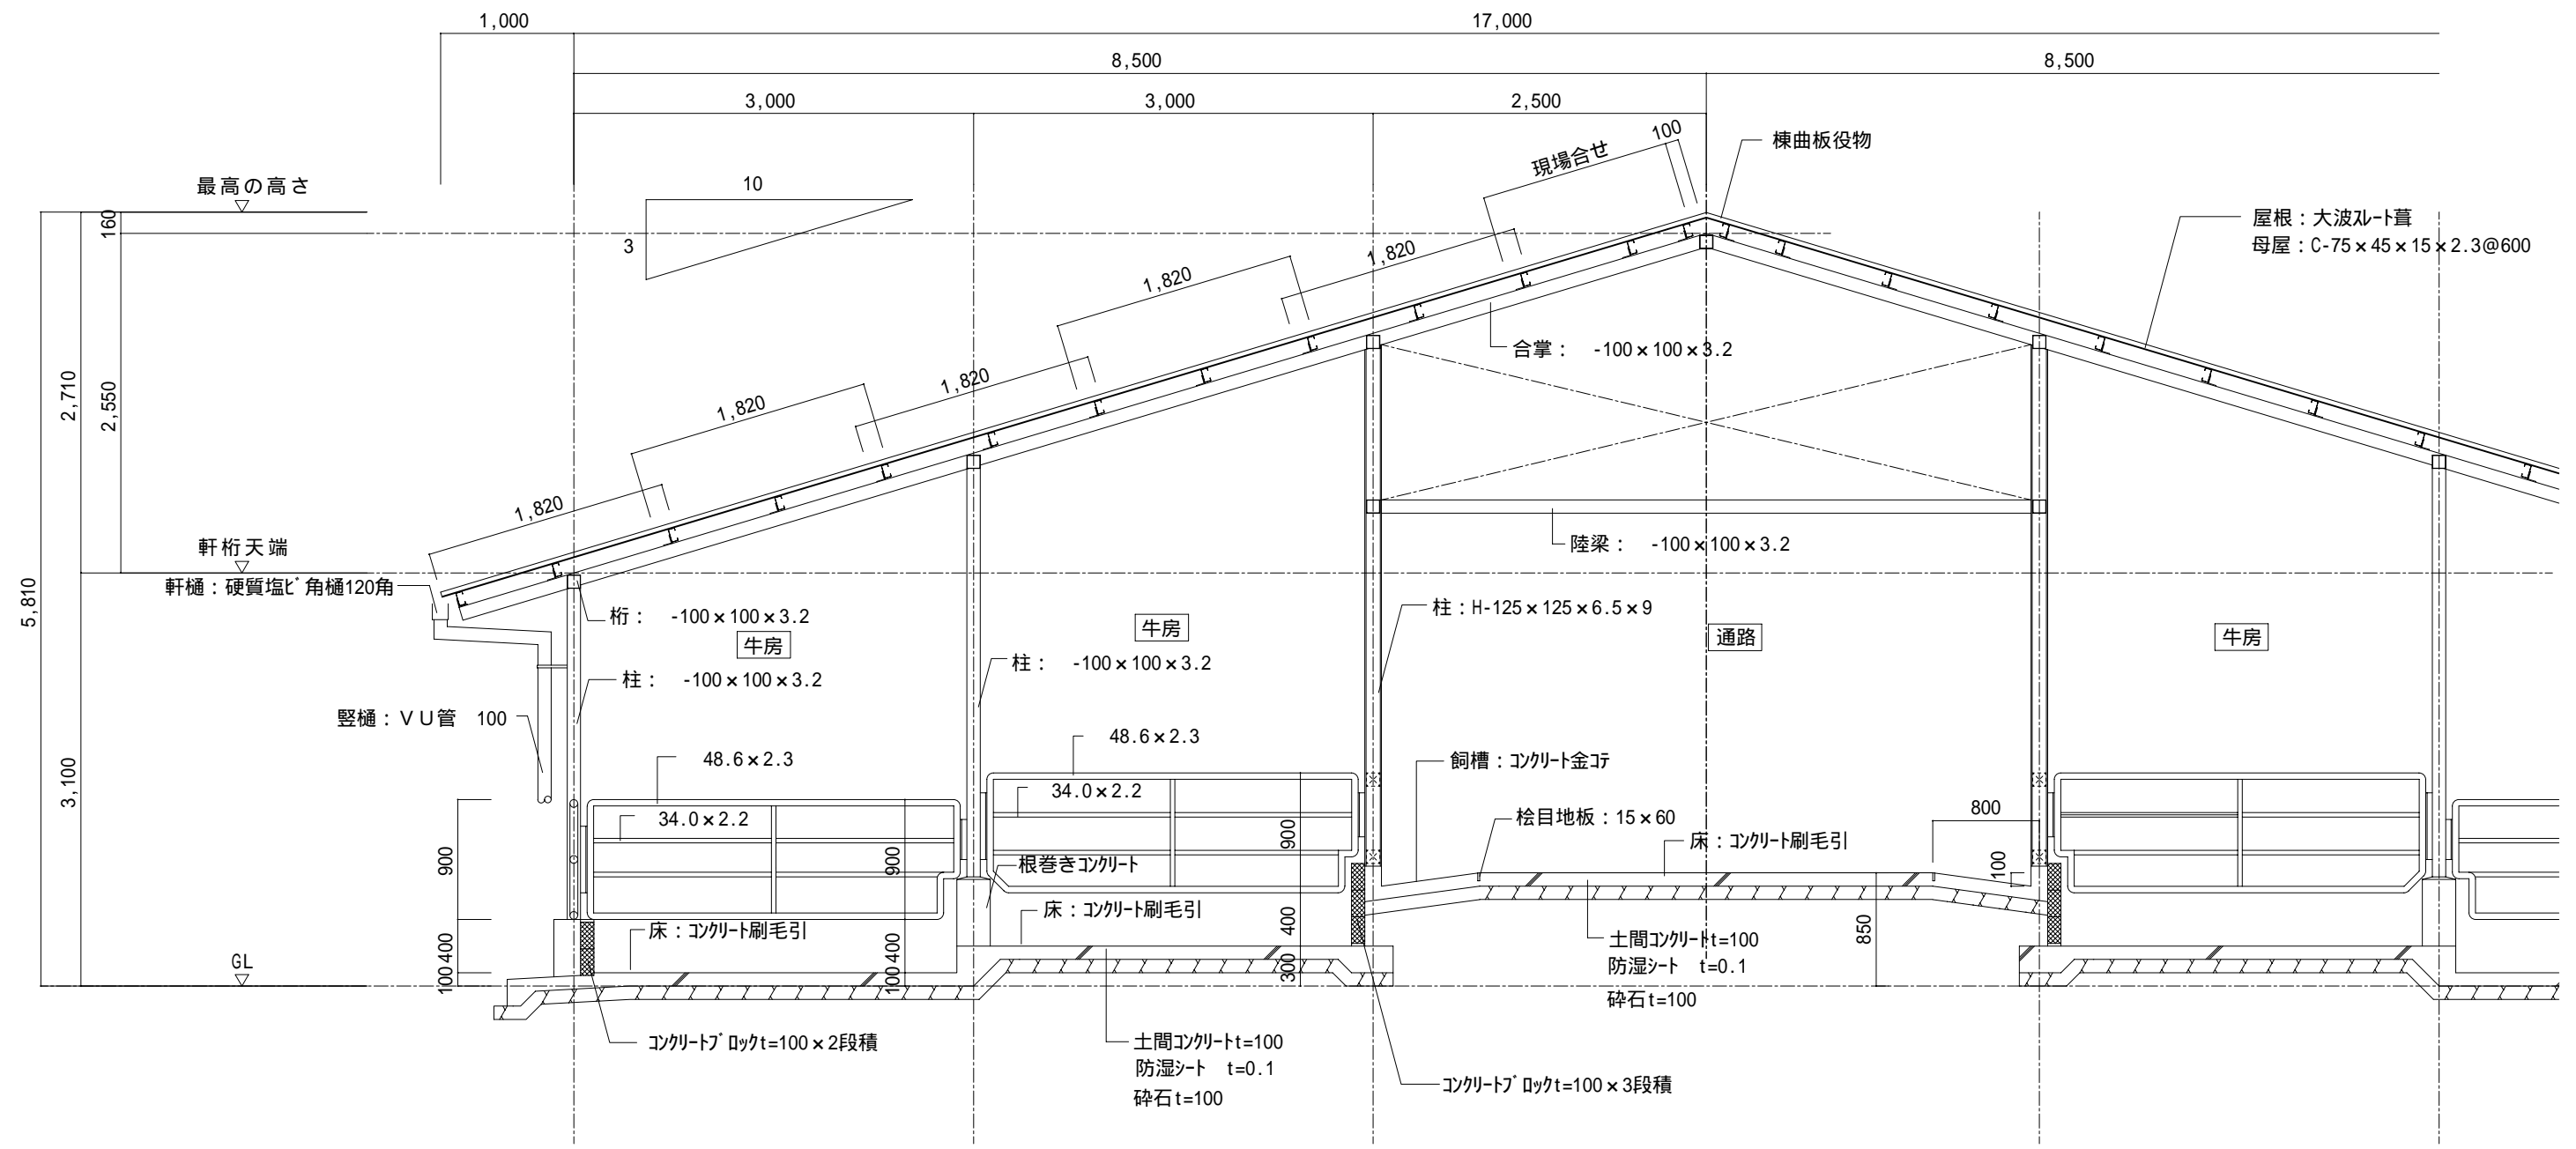 1,000
17,000
8,500
8,500
3,000
3,000
2,500
100
現場合せ
棟曲板役物
最高の高さ
10
3
160
屋根：大波スレート葺
母屋：C-75×45×15×2.3@600
1,820
1,820
1,820
1,820
1,820
1,820
合掌：　-100×100×3.2
2,710
2,550
5,810
3,100
軒桁天端
軒樋：硬質塩ビ角樋120角
陸梁：　-100×100×3.2
桁：　-100×100×3.2
牛房
牛房
柱：H-125×125×6.5×9
通路
牛房
柱：　-100×100×3.2
柱：　-100×100×3.2
竪樋：ＶＵ管　100
48.6×2.3
48.6×2.3
34.0×2.2
34.0×2.2
飼槽：コンクリート金コテ
桧目地板：15×60
800
床：コンクリート刷毛引
100
900
900
900
根巻きコンクリート
床：コンクリート刷毛引
床：コンクリート刷毛引
400
400
400
850
土間コンクリートt=100
防湿シート　t=0.1
砕石t=100
GL
100
100
300
コンクリートブロックt=100×2段積
土間コンクリートt=100
防湿シート　t=0.1
砕石t=100
コンクリートブロックt=100×3段積